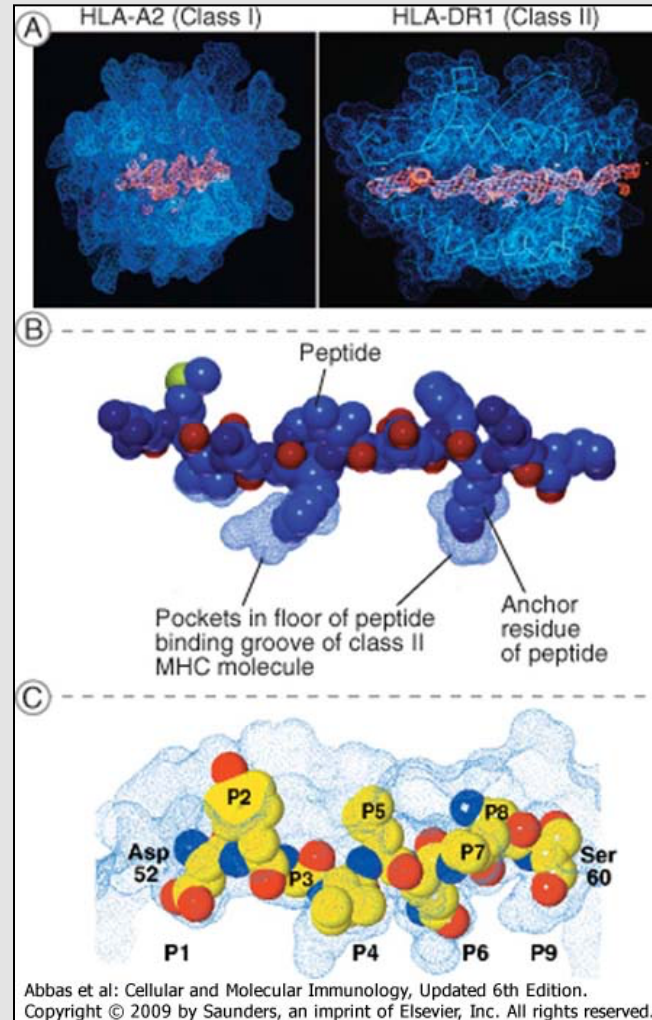 A
HLA-A2 (Class I)
HLA-DR1 (Class II)
B
Peptide
Pockets in floor of peptide
binding groove of class II
MHC molecule
Anchor
residue
of peptide
C
P2
P5
P8
Asp
52
P3
P7
Ser
60
P1
P4
P6
P9
Abbas et al: Cellular and Molecular Immunology, Updated 6th Edition.
Copyright © 2009 by Saunders, an imprint of Elsevier, Inc. All rights reserved.